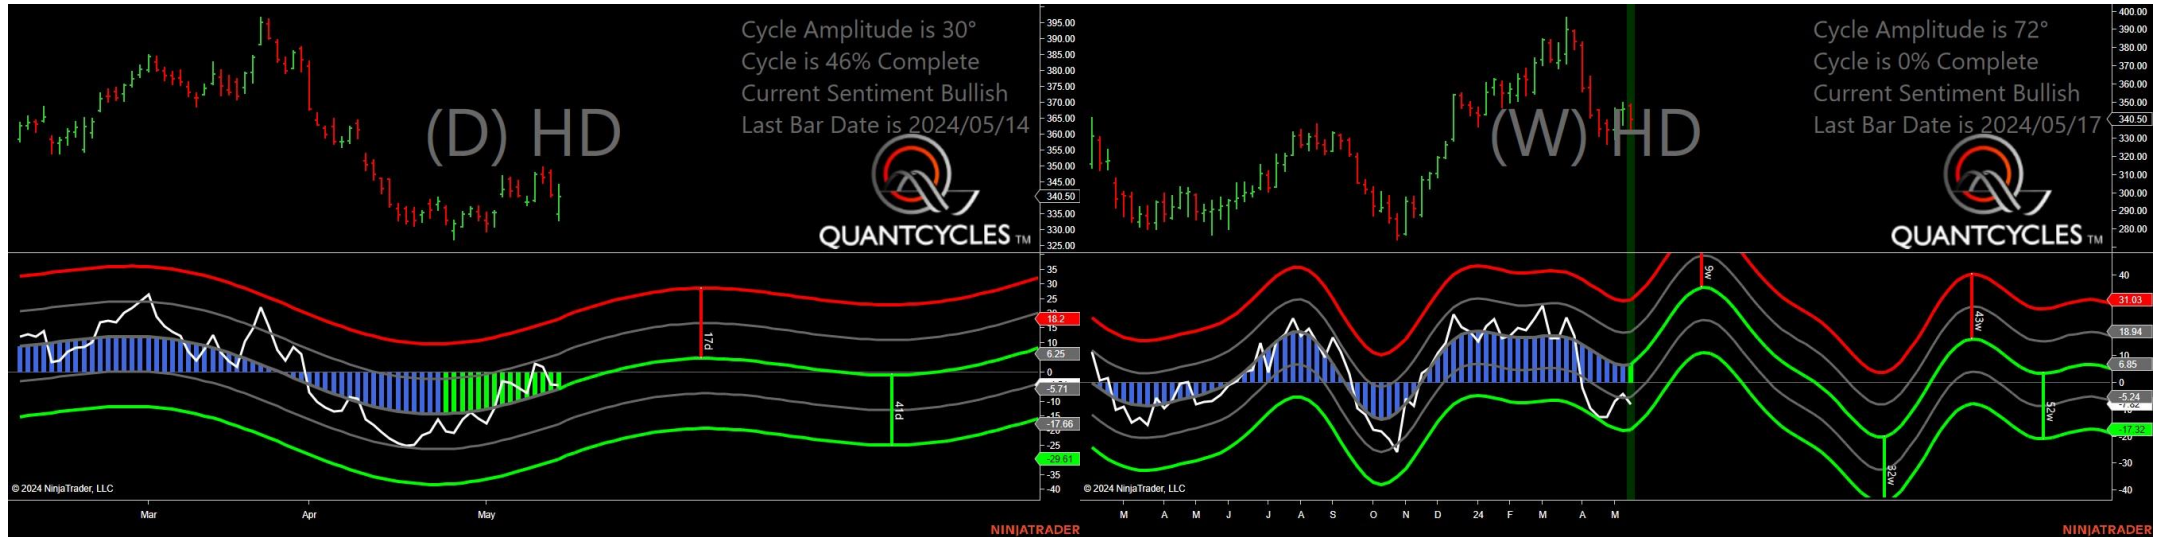 Cycle Amplitude is 30°
Cycle is 46% Complete
Current Sentiment Bullish
Last Bar Date is 2024/05/14
(D) HD
QUANTCYCLES TM
395.00
390.00
385.00
380.00
375.00
370.00
365.00
360.00
355.00
350.00
345.00
340.50
335.00
330.00
325.00
35
30
25
18.2
15
10
6.25
0
-5.71
-10
-15
-17.66
-25
-29.61
-35
-40
17d
41d
© 2024 NinjaTrader, LLC
Mar
Apr
May
NINJATRADER
Cycle Amplitude is 72°
Cycle is 0% Complete
Current Sentiment Bullish
Last Bar Date is 2024/05/17
(W) HD
QUANTCYCLES TM
400.00
390.00
380.00
370.00
360.00
350.00
340.50
330.00
320.00
310.00
300.00
290.00
280.00
40
31.03
18.94
10
6.85
0
-5.24
-7.82
-17.32
-20
-30
-40
9w
43w
32w
52w
© 2024 NinjaTrader, LLC
M
A
M
J
J
A
S
O
N
D
24
F
M
A
M
NINJATRADER